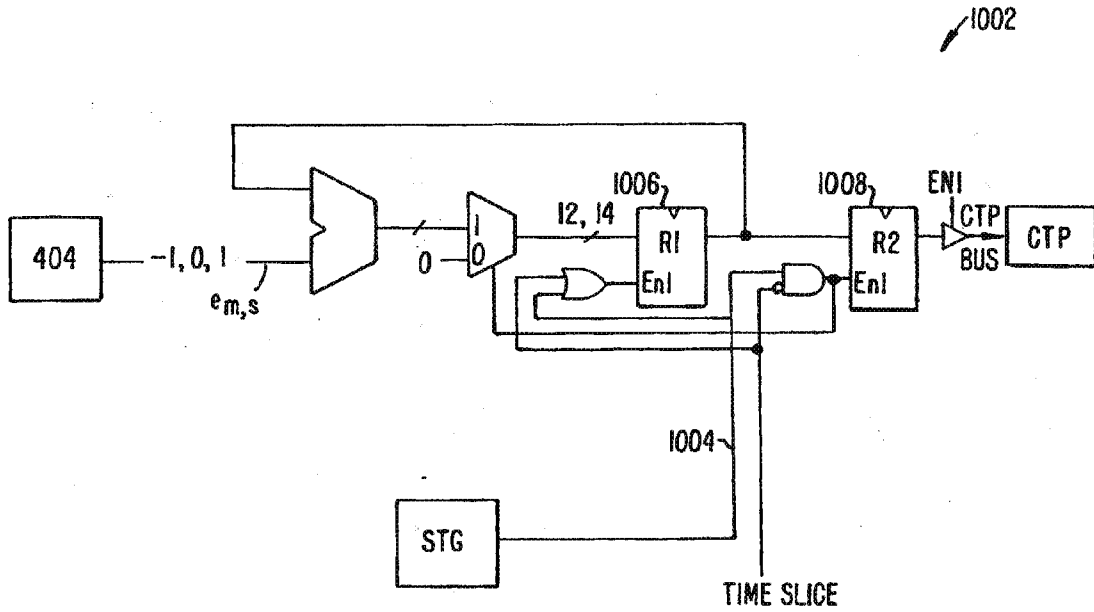 1002
1006
1008
EN1
CTP
BUS
CTP
12, 14
1
0
0
R1
En1
R2
En1
404
-1, 0, 1
em,s
1004
STG
TIME SLICE